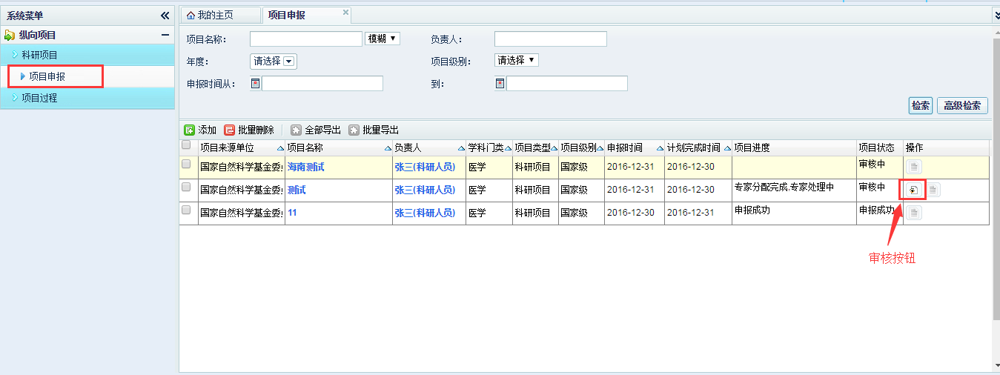 系统菜单
纵向项目
科研项目
项目申报
项目过程
我的主页 项目申报
项目名称： 模糊 负责人：
年度： 请选择 项目级别： 请选择
申报时间从： 到：
检索 高级检索
添加 批量删除 全部导出 批量导出
项目来源单位 项目名称 负责人 学科门类 项目类型 项目级别 申报时间 计划完成时间 项目进度 项目状态 操作
国家自然科学基金委 海南测试 张三(科研人员) 医学 科研项目 国家级 2016-12-31 2016-12-30 审核中
国家自然科学基金委 测试 张三(科研人员) 医学 科研项目 国家级 2016-12-31 2016-12-30 专家分配完成,专家处理中 审核中
国家自然科学基金委 11 张三(科研人员) 医学 科研项目 国家级 2016-12-30 2016-12-31 申报成功 申报成功
审核按钮